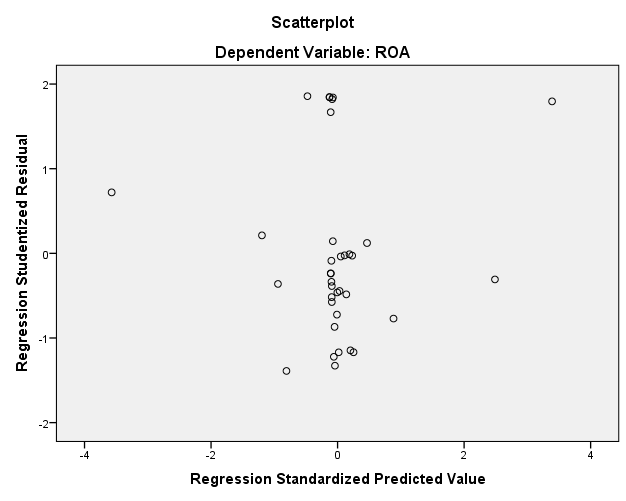 Scatterplot
Dependent Variable: ROA
Regression Studentized Residual
2
1
0
-1
-2
-4
-2
0
2
4
Regression Standardized Predicted Value